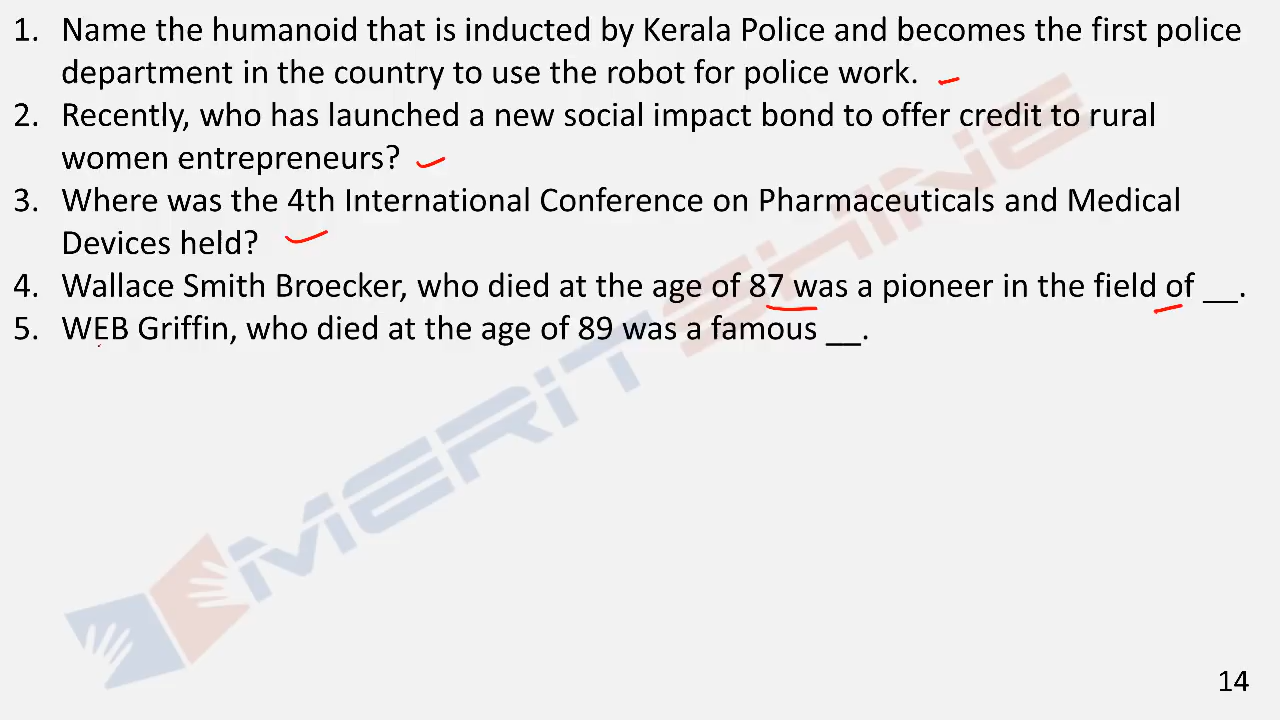 1. Name the humanoid that is inducted by Kerala Police and becomes the first police
department in the country to use the robot for police work.
2. Recently, who has launched a new social impact bond to offer credit to rural
women entrepreneurs?
3. Where was the 4th International Conference on Pharmaceuticals and Medical
Devices held?
4. Wallace Smith Broecker, who died at the age of 87 was a pioneer in the field of __.
5. WEB Griffin, who died at the age of 89 was a famous __.
MERITSHINE
14